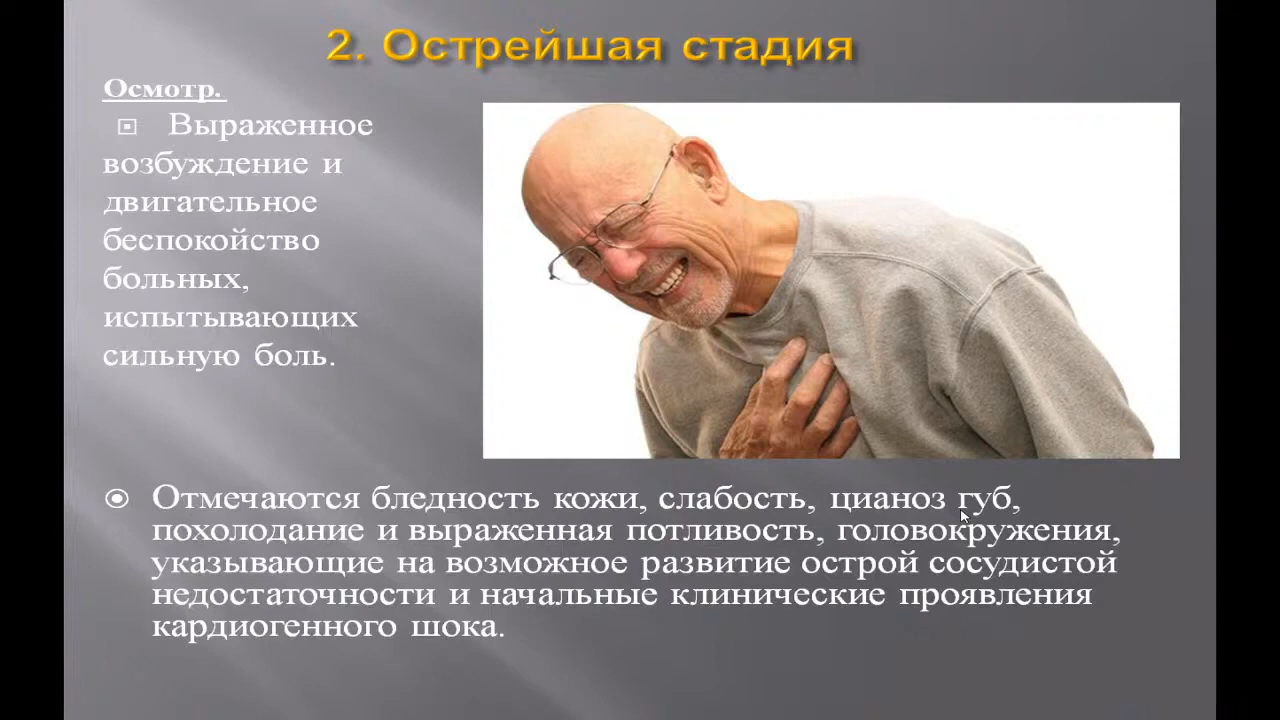 2. Острейшая стадия
Осмотр.
Выраженное
возбуждение и
двигательное
беспокойство
больных,
испытывающих
сильную боль.
Отмечаются бледность кожи, слабость, цианоз губ,
похолодание и выраженная потливость, головокружения,
указывающие на возможное развитие острой сосудистой
недостаточности и начальные клинические проявления
кардиогенного шока.